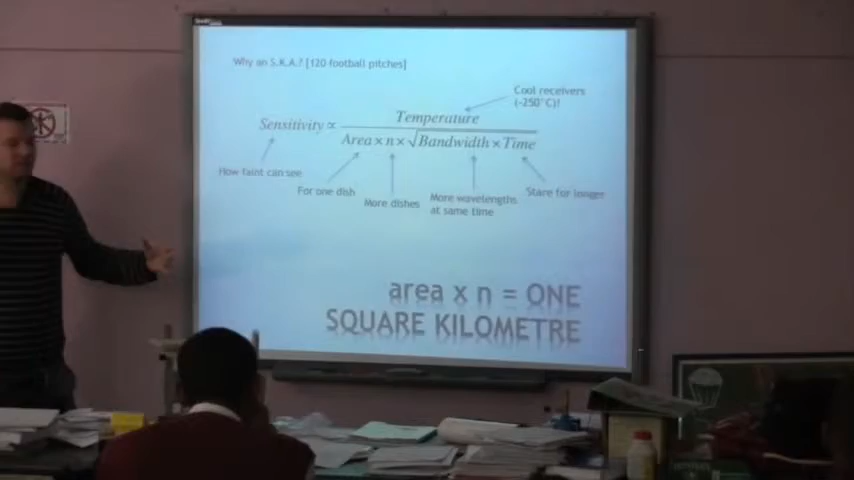 Why an S.K.A.? [120 football pitches]
Cool receivers
(-250°C)!
Sensitivity ∝ Temperature
Area × n × √Bandwidth × Time
How faint can see
For one dish
More dishes
More wavelengths
at same time
Stare for longer
area x n = ONE
SQUARE KILOMETRE